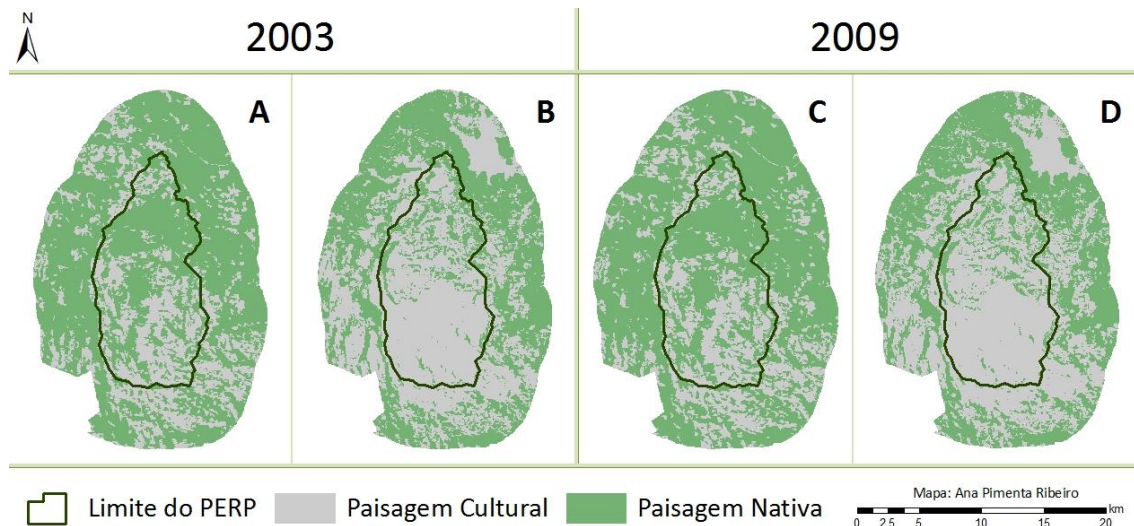 N
2003
2009
A
B
C
D
Limite do PERP
Paisagem Cultural
Paisagem Nativa
Mapa: Ana Pimenta Ribeiro
km
0 2.5 5 10 15 20